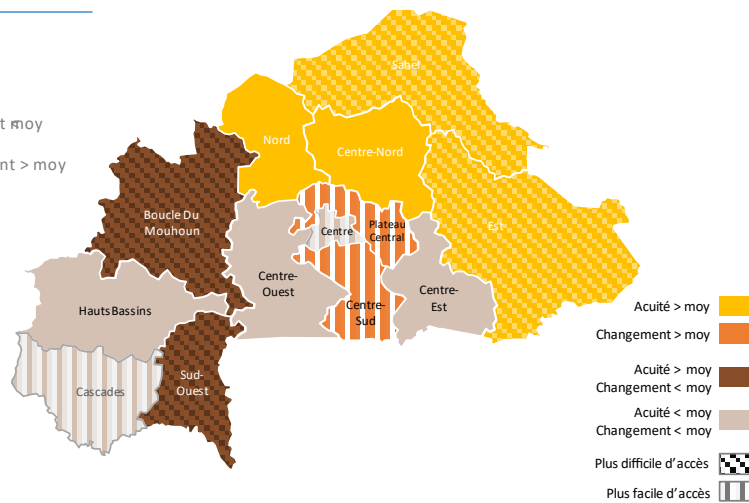 t moy
nt > moy
Sahel
Nord
Centre-Nord
Boucle Du
Mouhoun
Centre
Plateau
Central
Est
Centre-
Ouest
Centre-
Est
Hauts Bassins
Centre-
Sud
Cascades
Sud-
Ouest
Acuité > moy
Changement > moy
Acuité > moy
Changement < moy
Acuité < moy
Changement < moy
Plus difficile d'accès
Plus facile d'accès